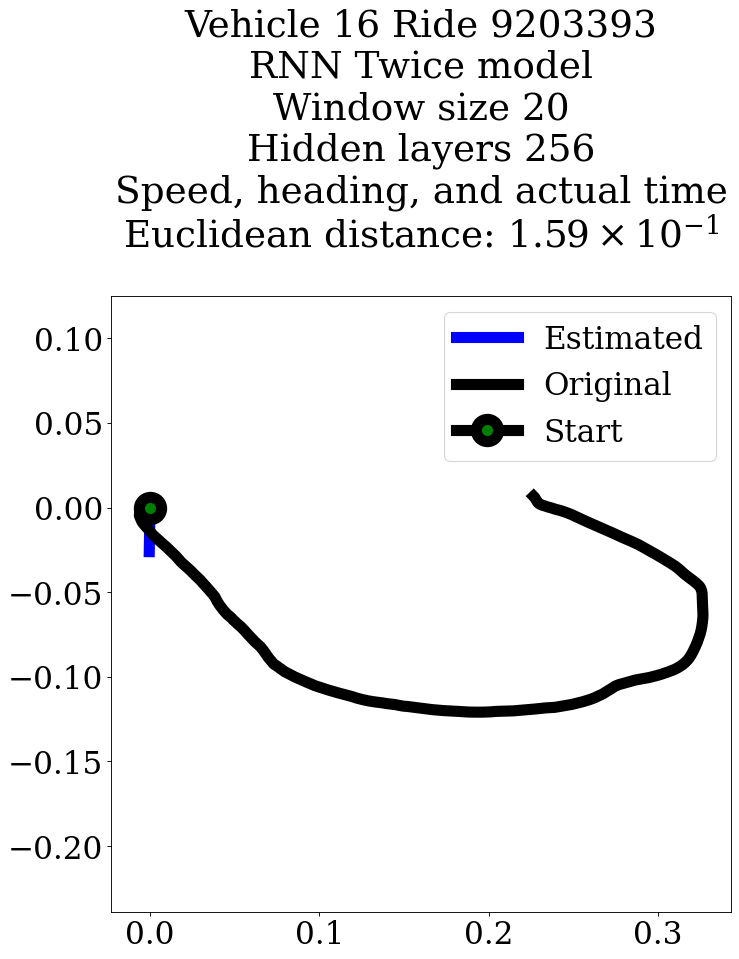 Vehicle 16 Ride 9203393
RNN Twice model
Window size 20
Hidden layers 256
Speed, heading, and actual time
Euclidean distance: 1.59 × 10⁻¹
Estimated
Original
Start
0.10
0.05
0.00
−0.05
−0.10
−0.15
−0.20
0.0 0.1 0.2 0.3